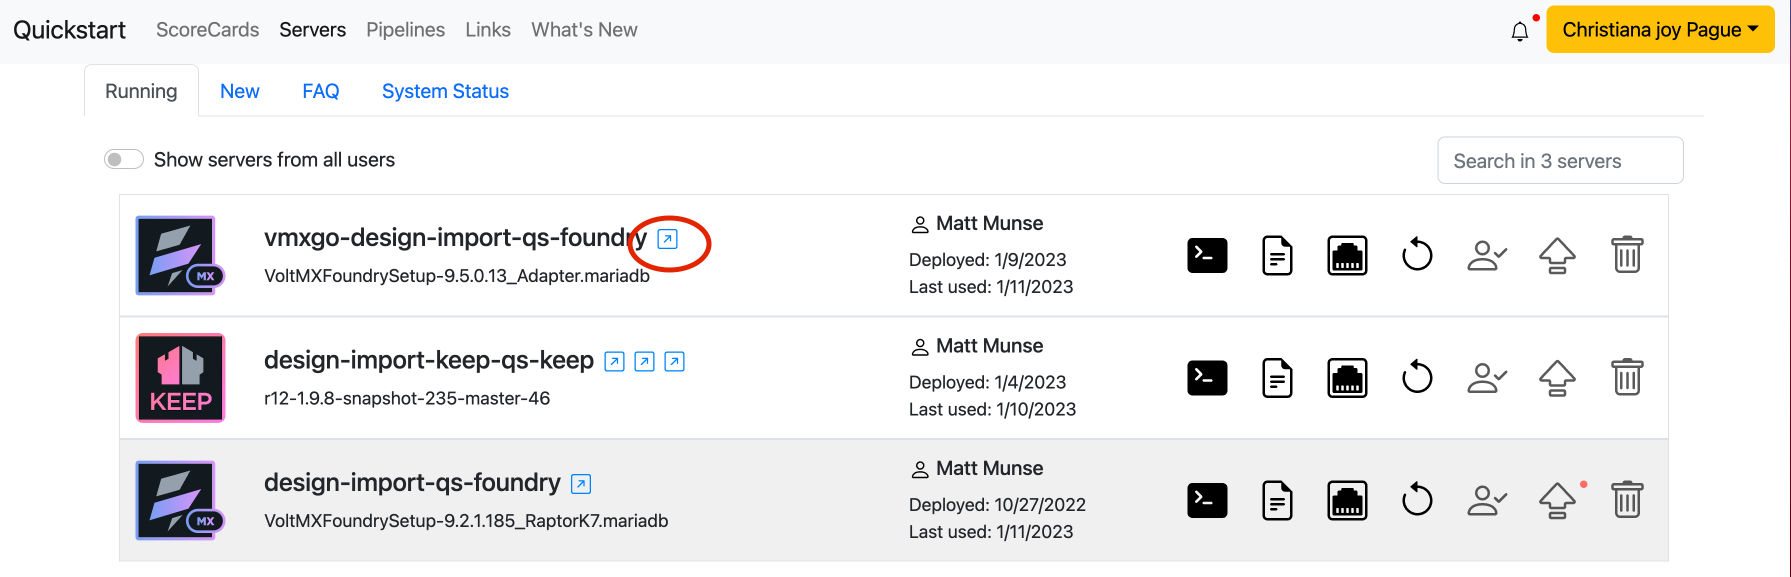 Quickstart ScoreCards Servers Pipelines Links What's New Christiana joy Pague
Running New FAQ System Status
Show servers from all users Search in 3 servers
MX
vmxgo-design-import-qs-foundry
VoltMXFoundrySetup-9.5.0.13_Adapter.mariadb
Matt Munse
Deployed: 1/9/2023
Last used: 1/11/2023
KEEP
design-import-keep-qs-keep
r12-1.9.8-snapshot-235-master-46
Matt Munse
Deployed: 1/4/2023
Last used: 1/10/2023
MX
design-import-qs-foundry
VoltMXFoundrySetup-9.2.1.185_RaptorK7.mariadb
Matt Munse
Deployed: 10/27/2022
Last used: 1/11/2023